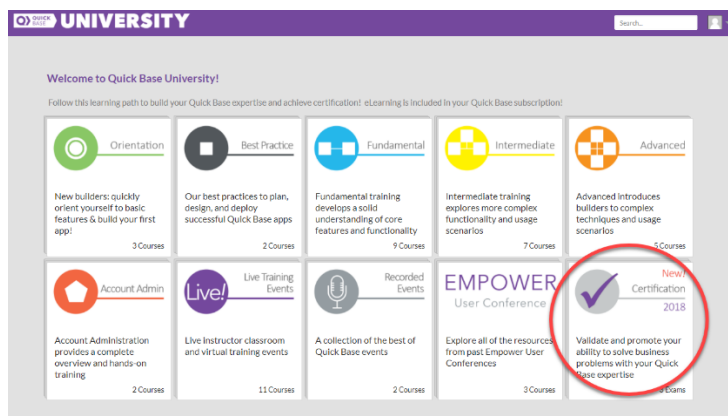 QUICK BASE UNIVERSITY
Search...
Welcome to Quick Base University!
Follow this learning path to build your Quick Base expertise and achieve certification! eLearning is included in your Quick Base subscription!
Orientation
New builders: quickly
orient yourself to basic
features & build your first
app!
3 Courses
Best Practice
Our best practices to plan,
design, and deploy
successful Quick Base apps
2 Courses
Fundamental
Fundamental training
develops a solid
understanding of core
features and functionality
9 Courses
Intermediate
Intermediate training
explores more complex
functionality and usage
scenarios
7 Courses
Advanced
Advanced introduces
builders to complex
techniques and usage
scenarios
5 Courses
Account Admin
Account Administration
provides a complete
overview and hands-on
training
2 Courses
Live!
Live Training
Events
Live Instructor classroom
and virtual training events
11 Courses
Recorded
Events
A collection of the best of
Quick Base events
2 Courses
EMPOWER
User Conference
Explore all of the resources
from past Empower User
Conferences
3 Courses
New!
Certification
2018
Validate and promote your
ability to solve business
problems with your Quick
Base expertise
3 Exams